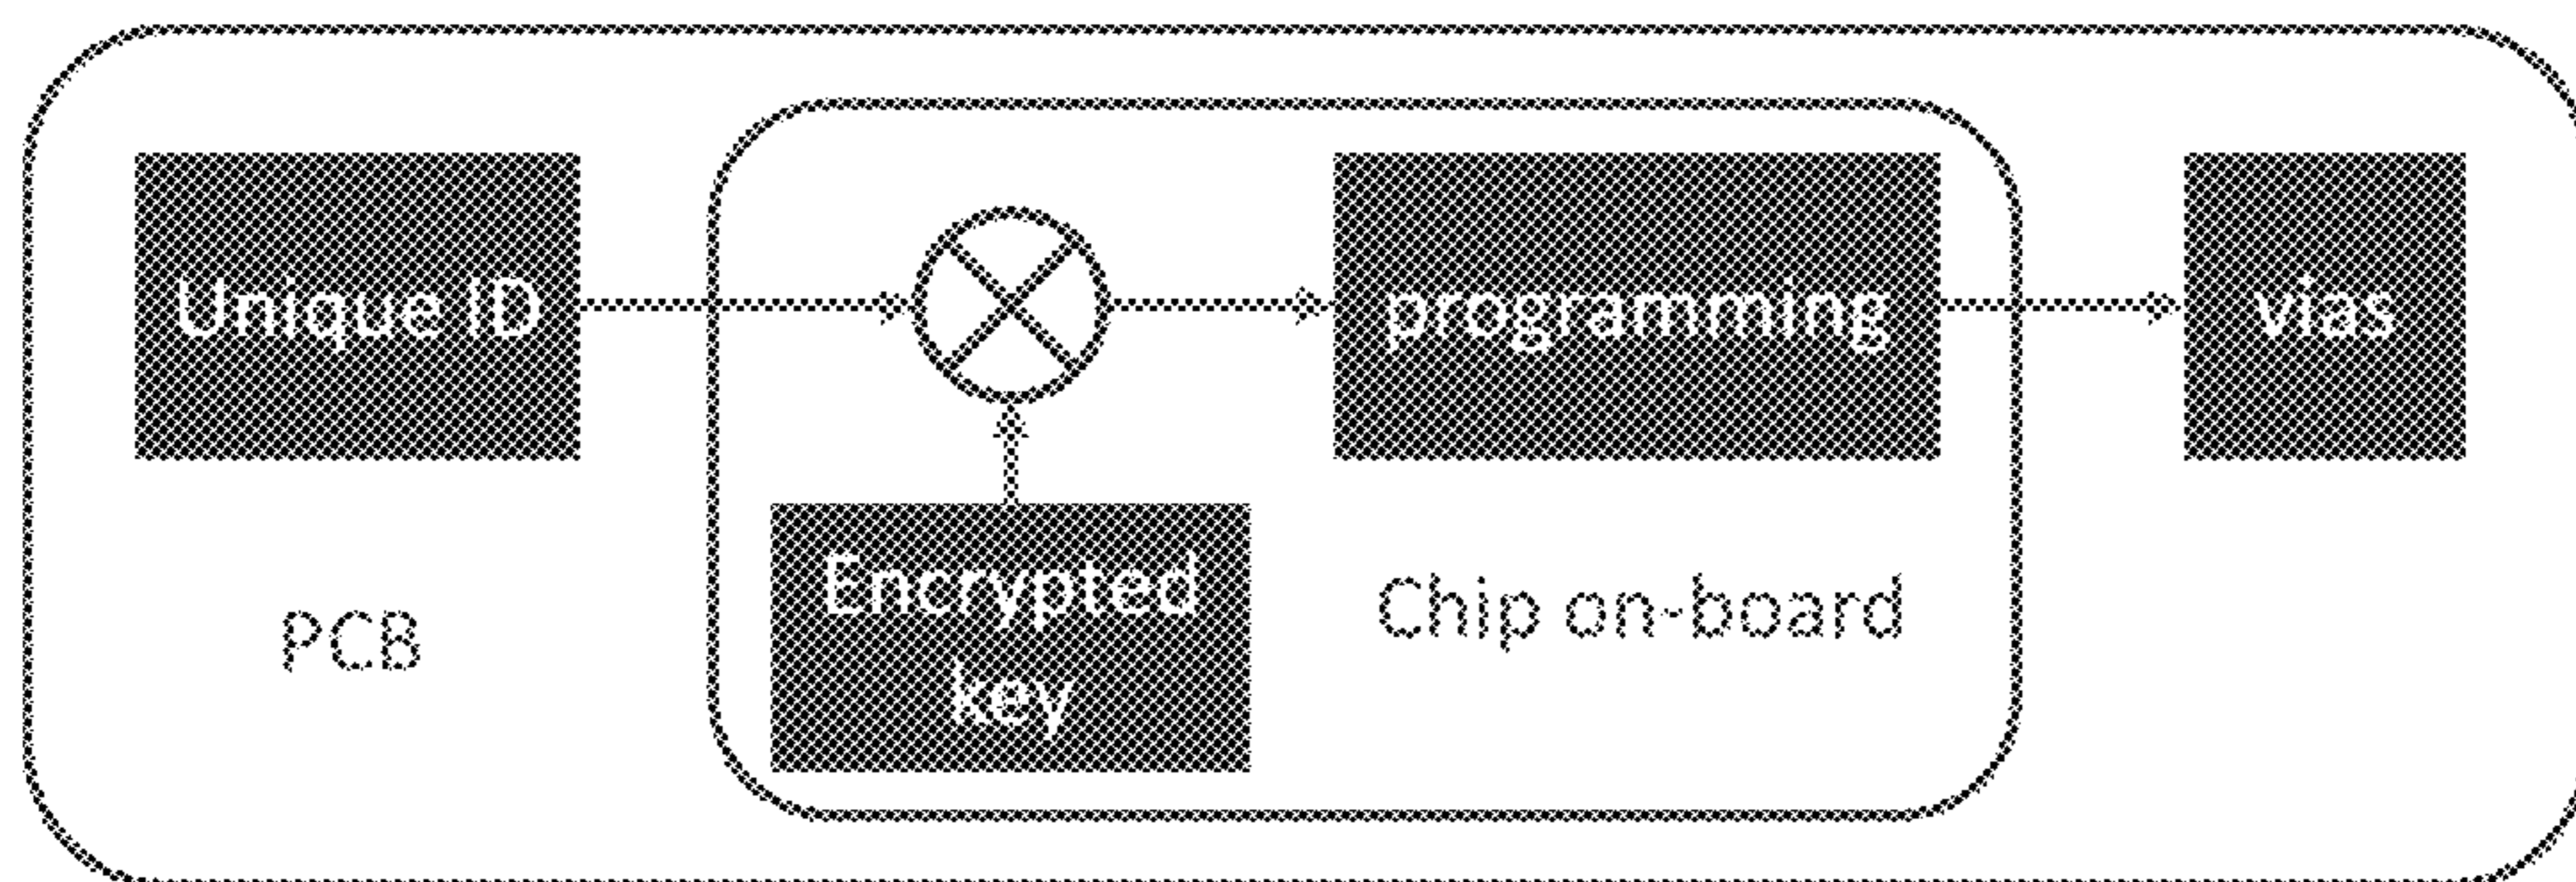 Unique ID
programming
vias
Encrypted
key
Chip on-board
PCB